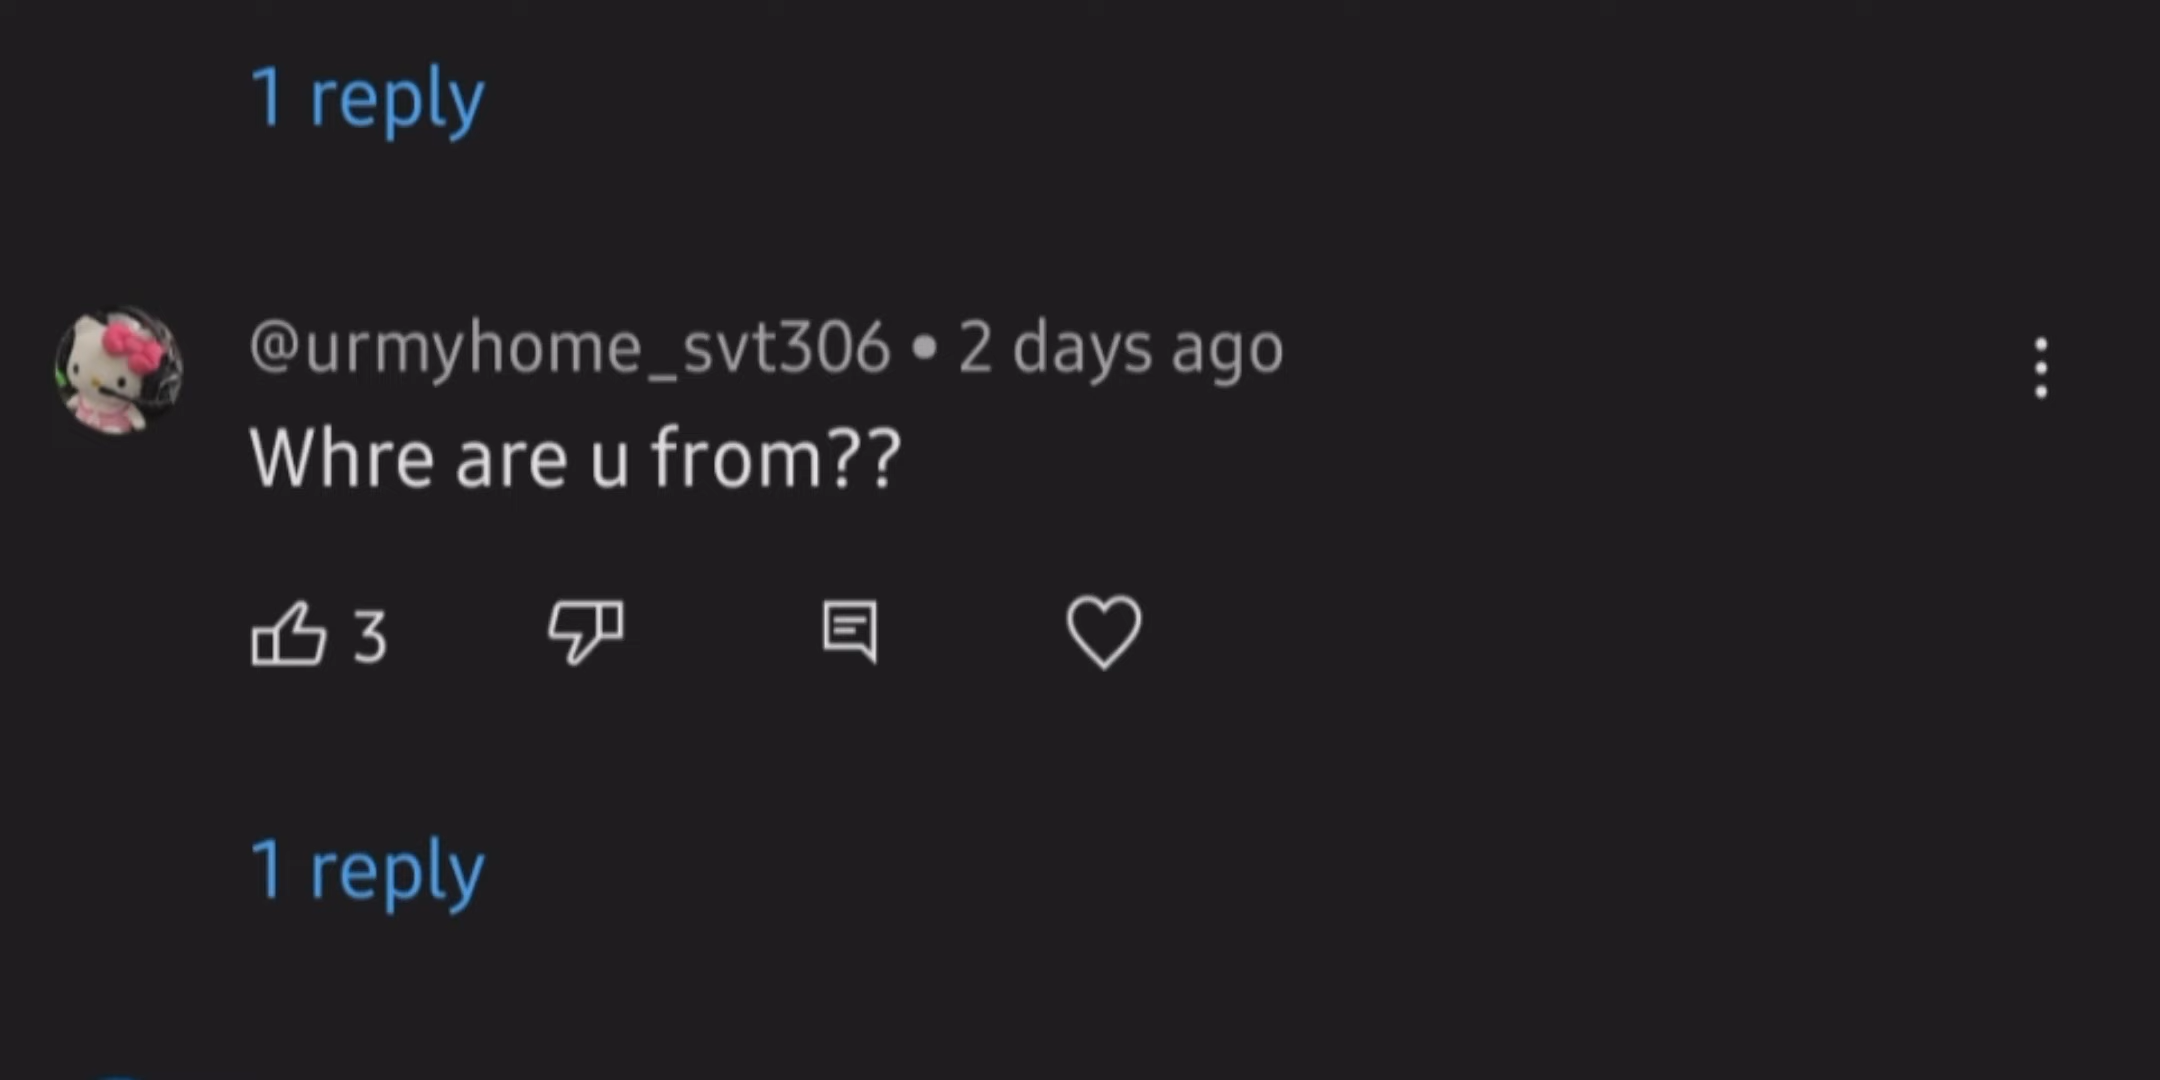 1 reply
@urmyhome_svt306 • 2 days ago
Whre are u from??
3
1 reply